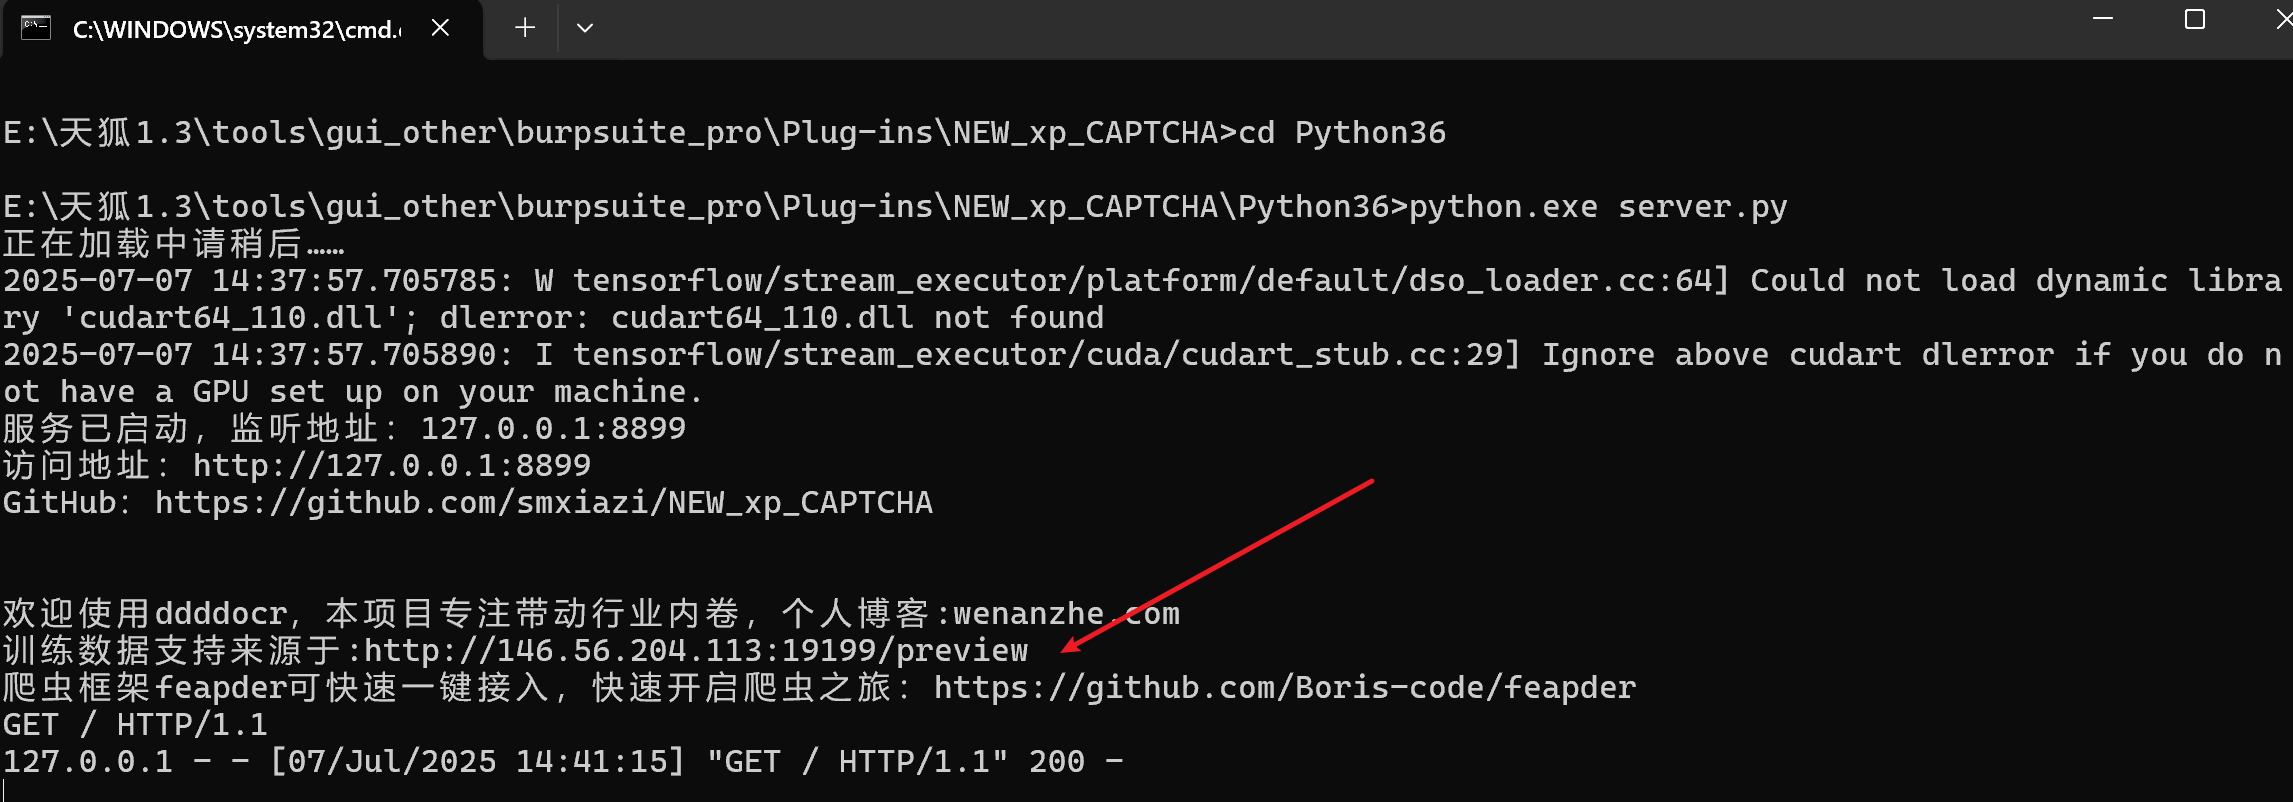 C:\WINDOWS\system32\cmd.
E:\天狐1.3\tools\gui_other\burpsuite_pro\Plug-ins\NEW_xp_CAPTCHA>cd Python36
E:\天狐1.3\tools\gui_other\burpsuite_pro\Plug-ins\NEW_xp_CAPTCHA\Python36>python.exe server.py
正在加载中请稍后……
2025-07-07 14:37:57.705785: W tensorflow/stream_executor/platform/default/dso_loader.cc:64] Could not load dynamic libra
ry 'cudart64_110.dll'; dlerror: cudart64_110.dll not found
2025-07-07 14:37:57.705890: I tensorflow/stream_executor/cuda/cudart_stub.cc:29] Ignore above cudart dlerror if you do n
ot have a GPU set up on your machine.
服务已启动，监听地址：127.0.0.1:8899
访问地址：http://127.0.0.1:8899
GitHub：https://github.com/smxiazi/NEW_xp_CAPTCHA
欢迎使用ddddocr，本项目专注带动行业内卷，个人博客:wenanzhe.com
训练数据支持来源于:http://146.56.204.113:19199/preview
爬虫框架feapder可快速一键接入，快速开启爬虫之旅：https://github.com/Boris-code/feapder
GET / HTTP/1.1
127.0.0.1 - - [07/Jul/2025 14:41:15] "GET / HTTP/1.1" 200 -